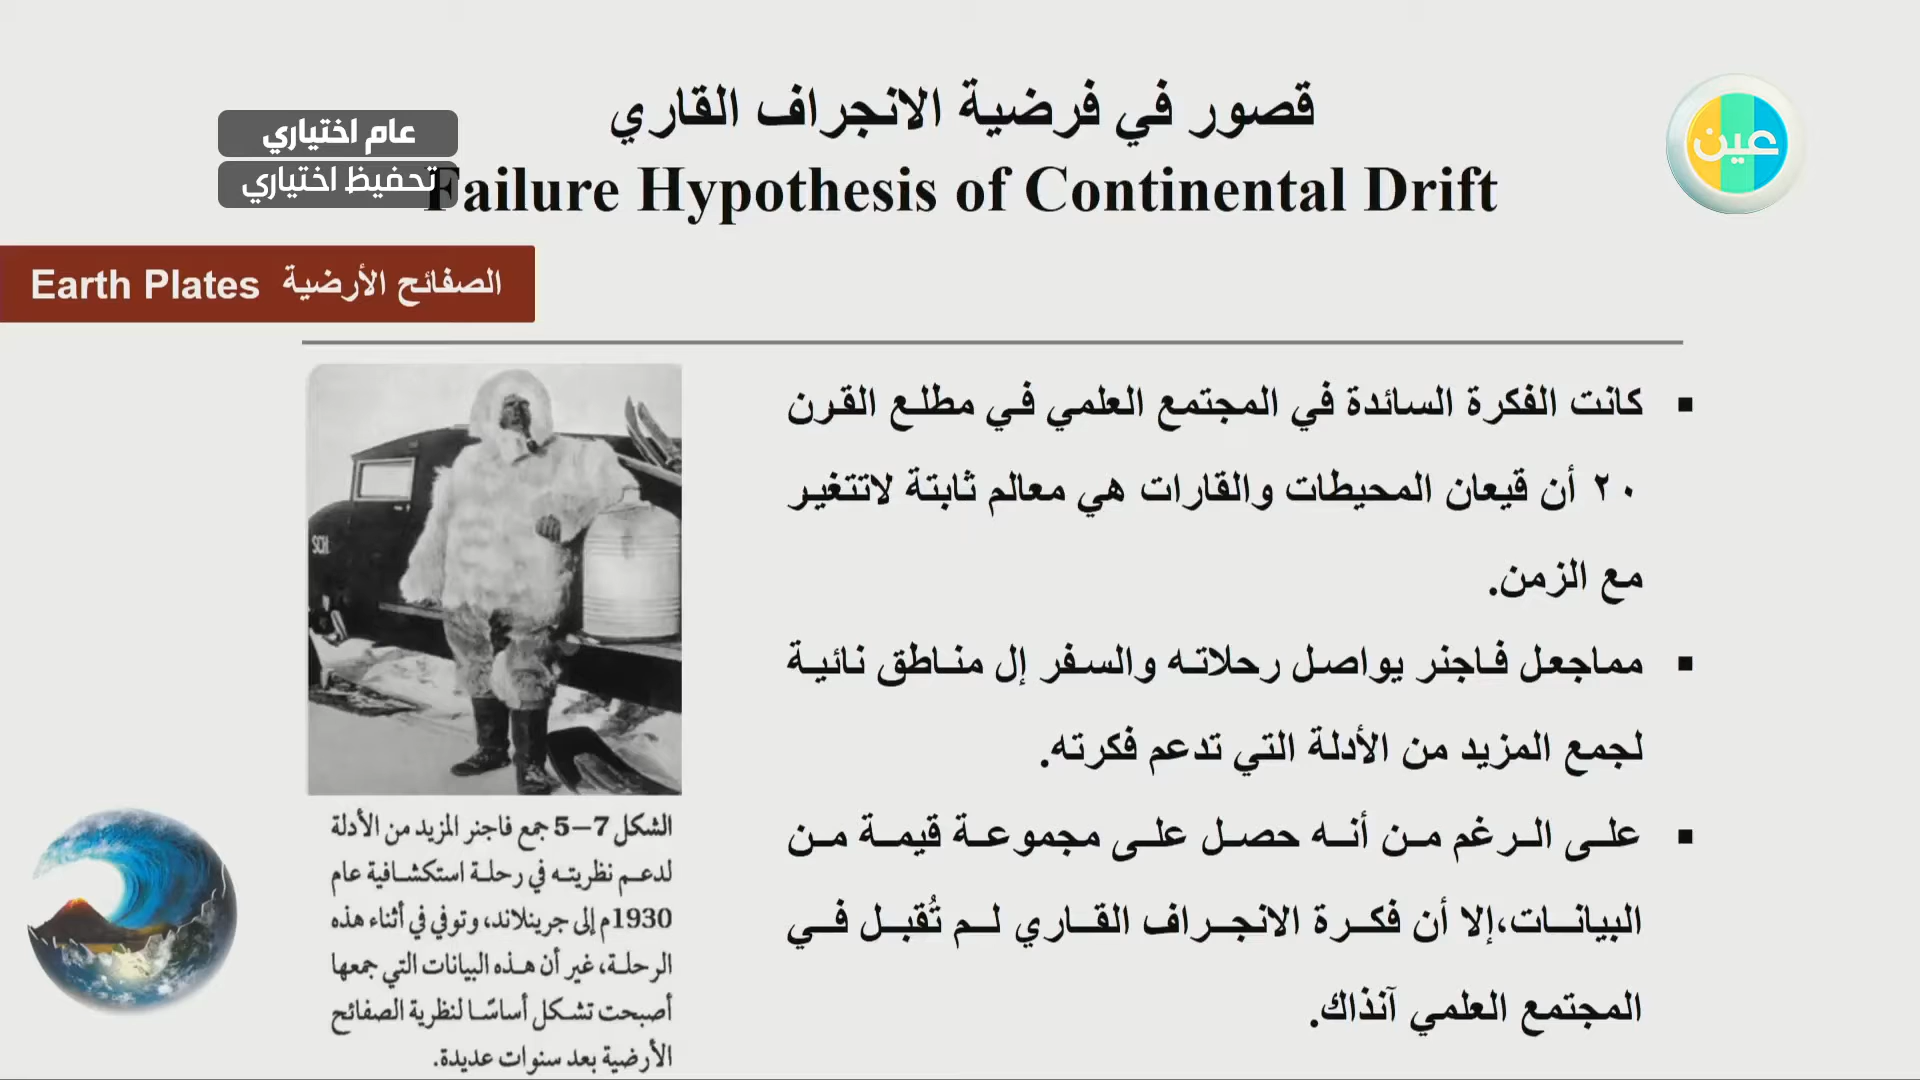 قصور في فرضية الانجراف القاري
Failure Hypothesis of Continental Drift
عام اختياري
تحفيظ اختياري
عين
الصفائح الأرضية Earth Plates
كانت الفكرة السائدة في المجتمع العلمي في مطلع القرن
٢٠ أن قيعان المحيطات والقارات هي معالم ثابتة لاتتغير
مع الزمن.
مماجعل فاجنر يواصل رحلاته والسفر إل مناطق نائية
لجمع المزيد من الأدلة التي تدعم فكرته.
على الرغم من أنه حصل على مجموعة قيمة من
البيانات،إلا أن فكرة الانجراف القاري لم تُقبل في
المجتمع العلمي آنذاك.
SCH
الشكل 7–5 جمع فاجنر المزيد من الأدلة
لدعم نظريته في رحلة استكشافية عام
1930م إلى جرينلاند، وتوفي في أثناء هذه
الرحلة، غير أن هذه البيانات التي جمعها
أصبحت تشكل أساسًا لنظرية الصفائح
الأرضية بعد سنوات عديدة.